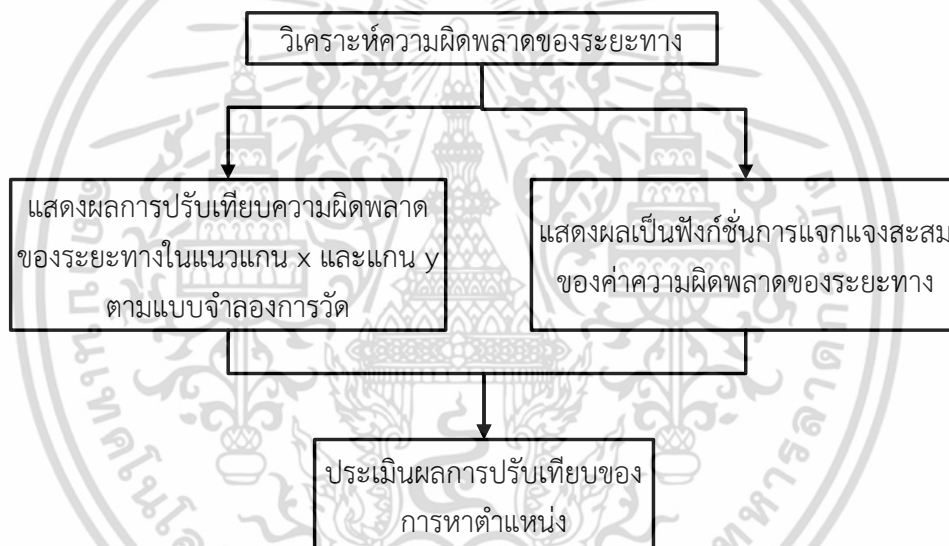 วิเคราะห์ความผิดพลาดของระยะทาง
แสดงผลการปรับเทียบความผิดพลาด
ของระยะทางในแนวแกน x และแกน y
ตามแบบจำลองการวัด
แสดงผลเป็นฟังก์ชั่นการแจกแจงสะสม
ของค่าความผิดพลาดของระยะทาง
ประเมินผลการปรับเทียบของ
การหาตำแหน่ง